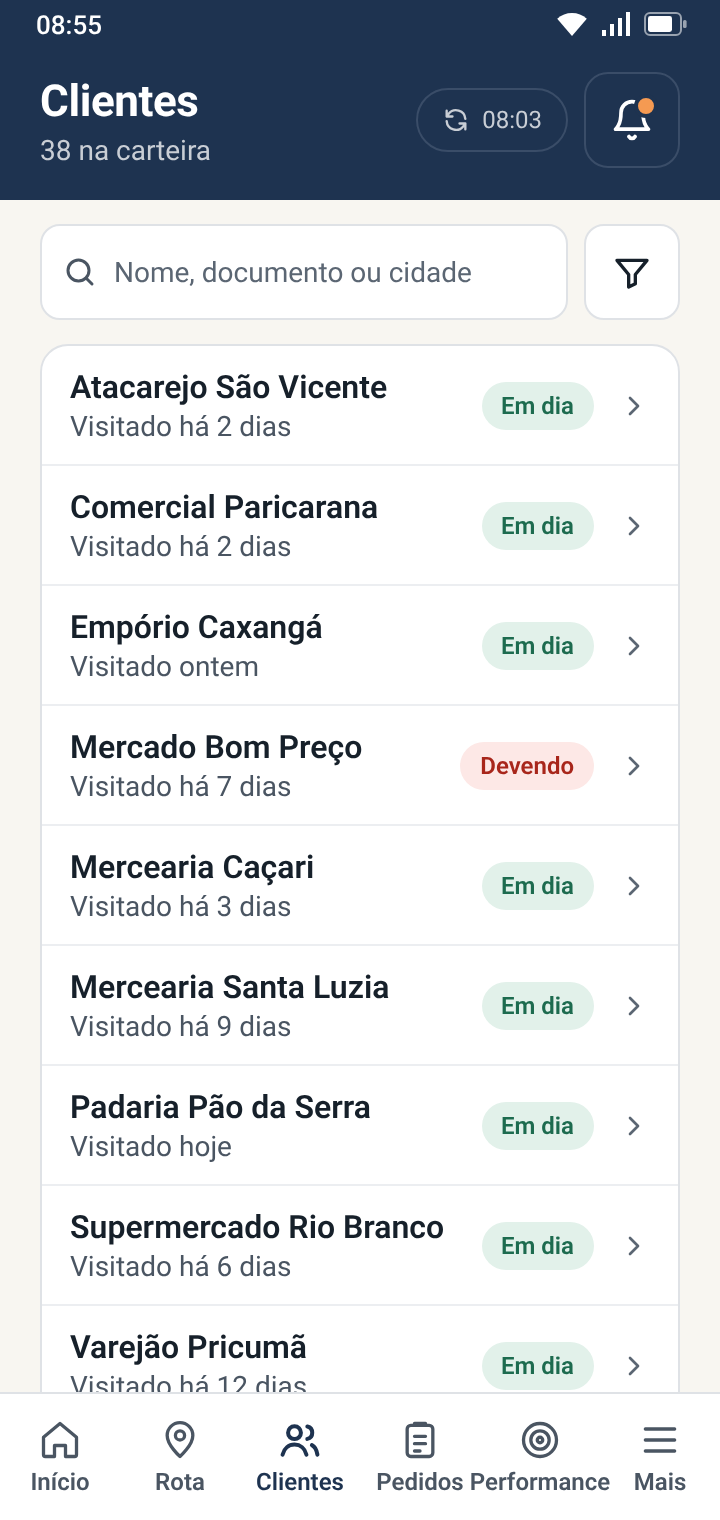 08:55
Clientes
38 na carteira
08:03
Nome, documento ou cidade
Atacarejo São Vicente
Visitado há 2 dias
Em dia
Comercial Paricarana
Visitado há 2 dias
Em dia
Empório Caxangá
Visitado ontem
Em dia
Mercado Bom Preço
Visitado há 7 dias
Devendo
Mercearia Caçari
Visitado há 3 dias
Em dia
Mercearia Santa Luzia
Visitado há 9 dias
Em dia
Padaria Pão da Serra
Visitado hoje
Em dia
Supermercado Rio Branco
Visitado há 6 dias
Em dia
Varejão Pricumã
Visitado há 12 dias
Em dia
Início
Rota
Clientes
Pedidos
Performance
Mais